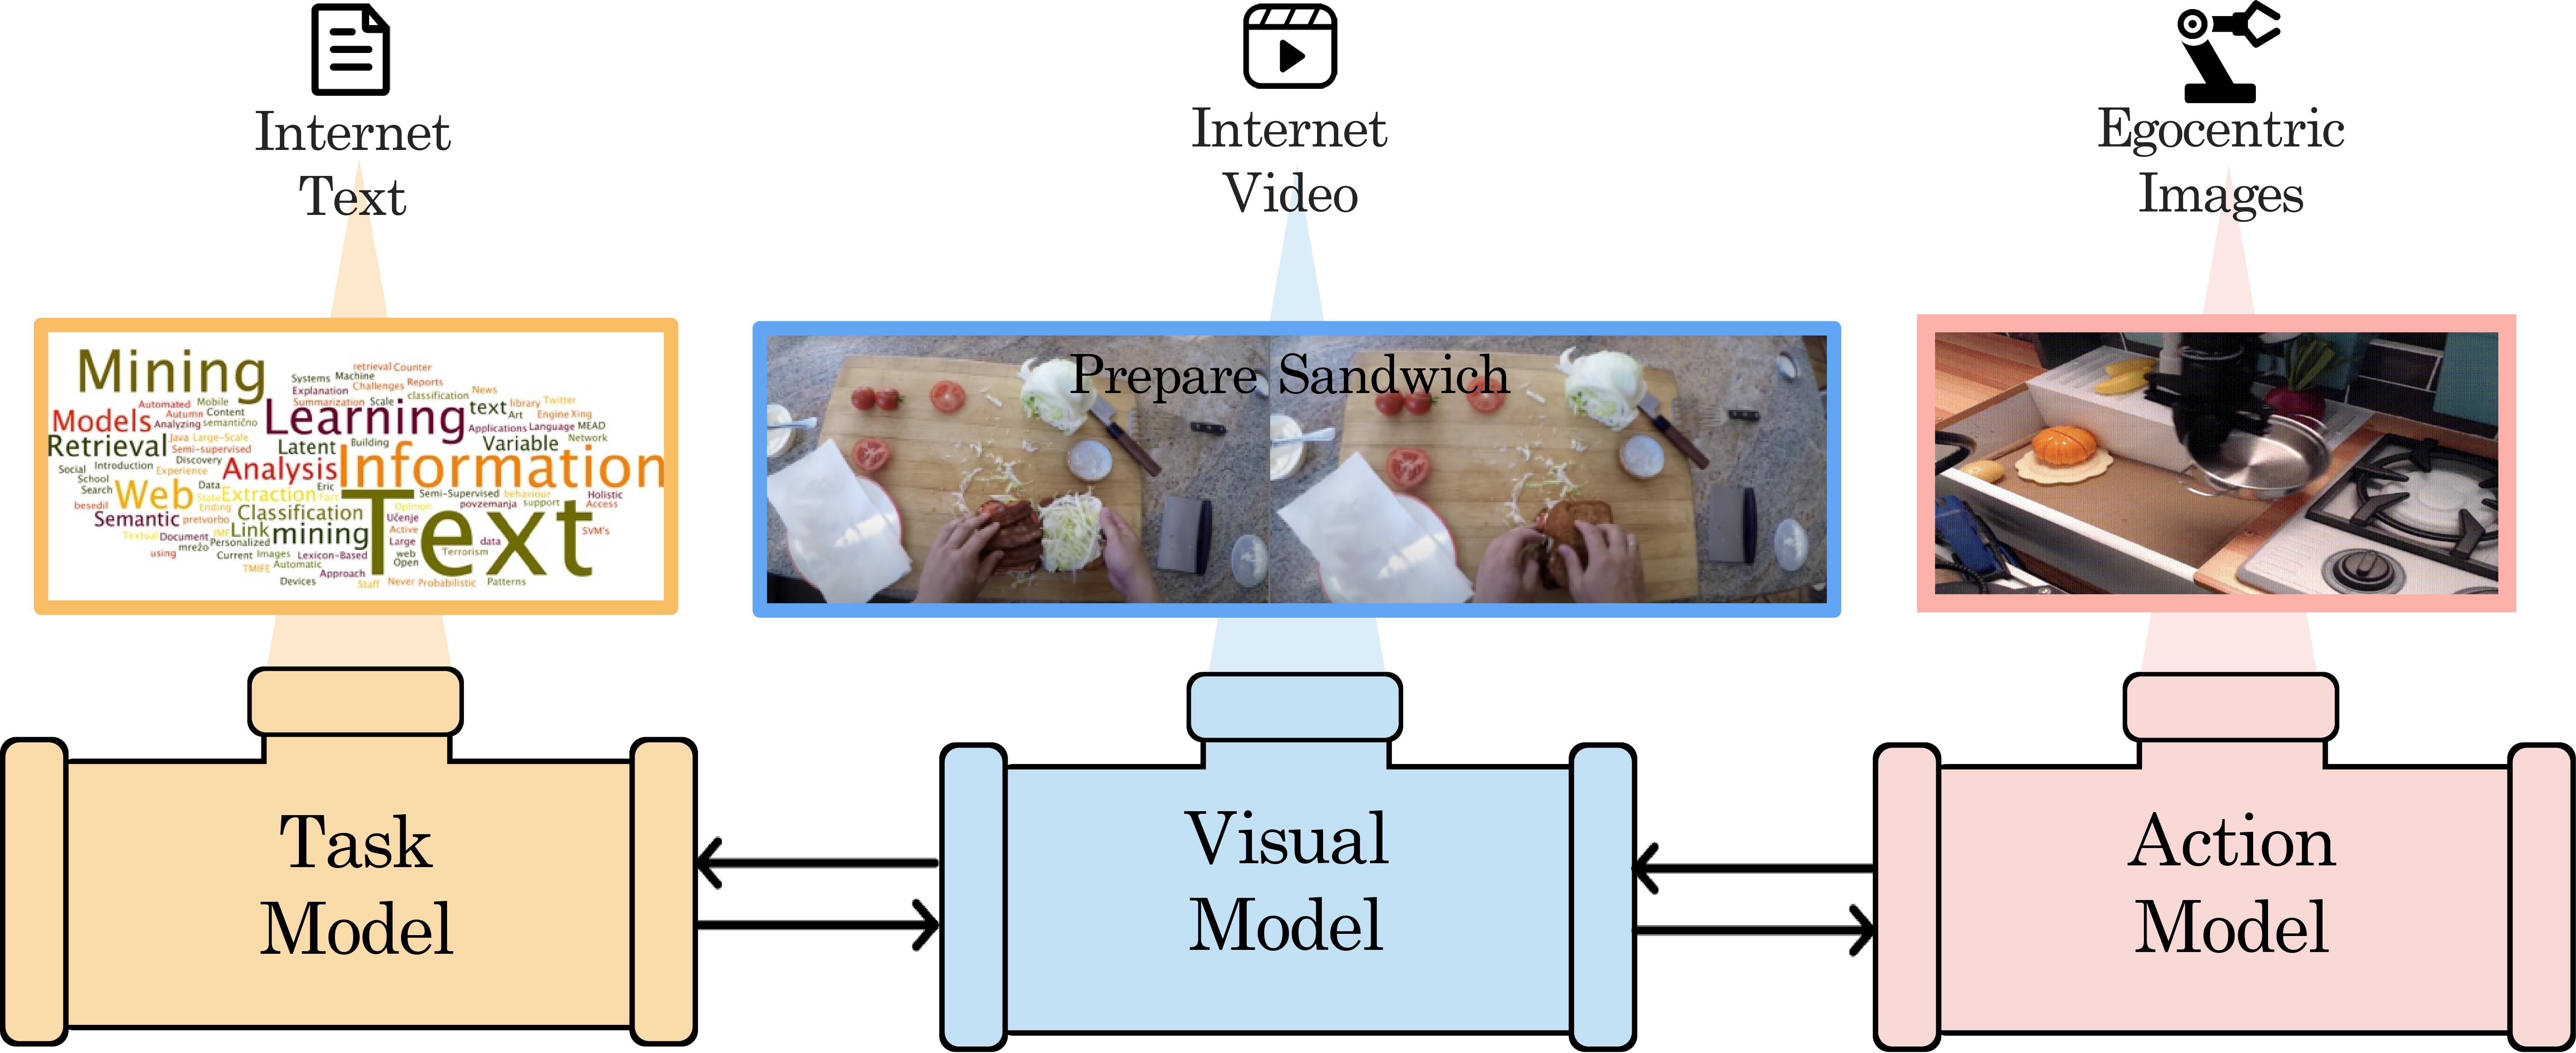 Internet
Text
Internet
Video
Egocentric
Images
Mining
retrieval Counter
Systems Machine
Challenges Reports
Explanation
classification News
Summarization Scale
library Twitter
Automated Mobile
Learning text Art
Engine Xing
Models
Autumn Content
Analyzing semantično
Applications Language MEAD
Retrieval
Java Large-Scale
Latent Building Variable Network
Semi-supervised
Discovery
Social Introduction Experience
Analysis Information
School
Search
Web Data State Extraction Fact Eric
Semi-Supervised behaviour Holistic
povzemanja support Access
besedil Ending
Classification Opinion
Text
Semantic pretvorbo
Učenje
IMF Link mining
Active SVM's
Textual Document Personalized
Large data
using mrežo
Current Images Lexicon-Based
web Terrorism
Open
TMIFE Automatic
Approach
Devices Staff Never Probabilistic Patterns
Prepare Sandwich
Task
Model
Visual
Model
Action
Model